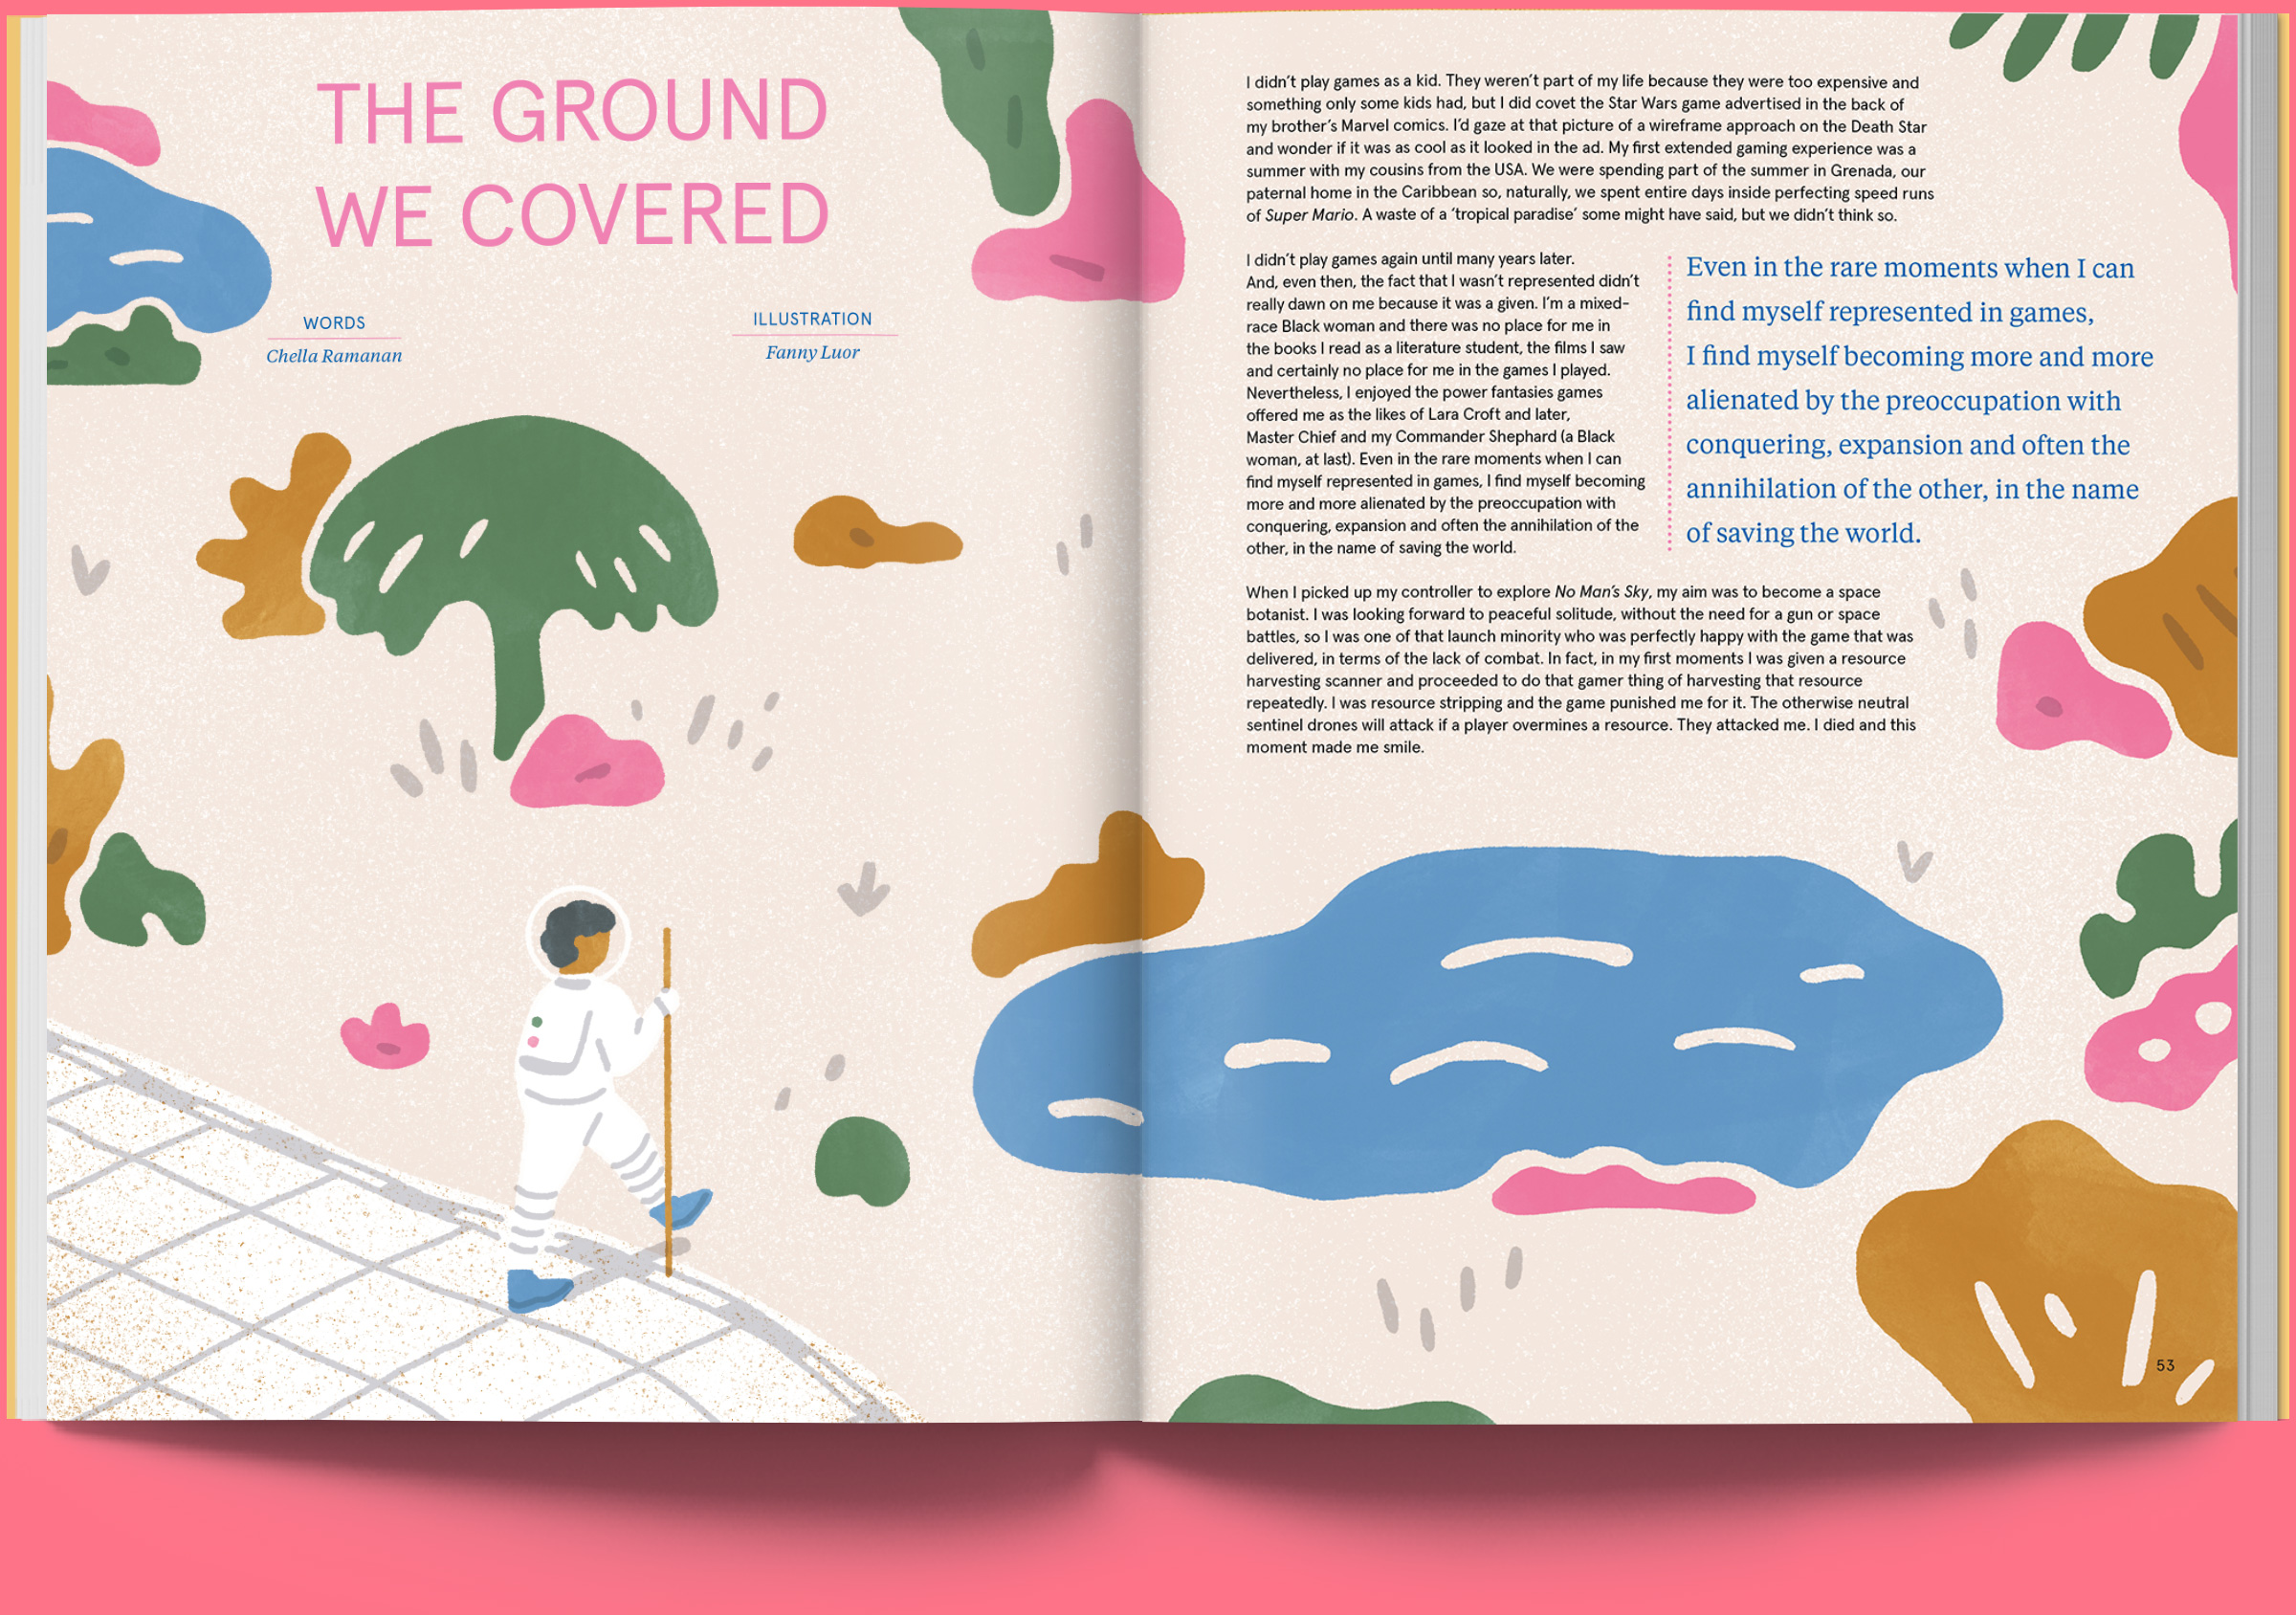 THE GROUND
WE COVERED
WORDS
Chella Ramanan
ILLUSTRATION
Fanny Luor
I didn't play games as a kid. They weren't part of my life because they were too expensive and
something only some kids had, but I did covet the Star Wars game advertised in the back of
my brother's Marvel comics. I'd gaze at that picture of a wireframe approach on the Death Star
and wonder if it was as cool as it looked in the ad. My first extended gaming experience was a
summer with my cousins from the USA. We were spending part of the summer in Grenada, our
paternal home in the Caribbean so, naturally, we spent entire days inside perfecting speed runs
of Super Mario. A waste of a 'tropical paradise' some might have said, but we didn't think so.
I didn't play games again until many years later.
And, even then, the fact that I wasn't represented didn't
really dawn on me because it was a given. I'm a mixed-
race Black woman and there was no place for me in
the books I read as a literature student, the films I saw
and certainly no place for me in the games I played.
Nevertheless, I enjoyed the power fantasies games
offered me as the likes of Lara Croft and later,
Master Chief and my Commander Shephard (a Black
woman, at last). Even in the rare moments when I can
find myself represented in games, I find myself becoming
more and more alienated by the preoccupation with
conquering, expansion and often the annihilation of the
other, in the name of saving the world.
Even in the rare moments when I can
find myself represented in games,
I find myself becoming more and more
alienated by the preoccupation with
conquering, expansion and often the
annihilation of the other, in the name
of saving the world.
When I picked up my controller to explore No Man's Sky, my aim was to become a space
botanist. I was looking forward to peaceful solitude, without the need for a gun or space
battles, so I was one of that launch minority who was perfectly happy with the game that was
delivered, in terms of the lack of combat. In fact, in my first moments I was given a resource
harvesting scanner and proceeded to do that gamer thing of harvesting that resource
repeatedly. I was resource stripping and the game punished me for it. The otherwise neutral
sentinel drones will attack if a player overmines a resource. They attacked me. I died and this
moment made me smile.
53